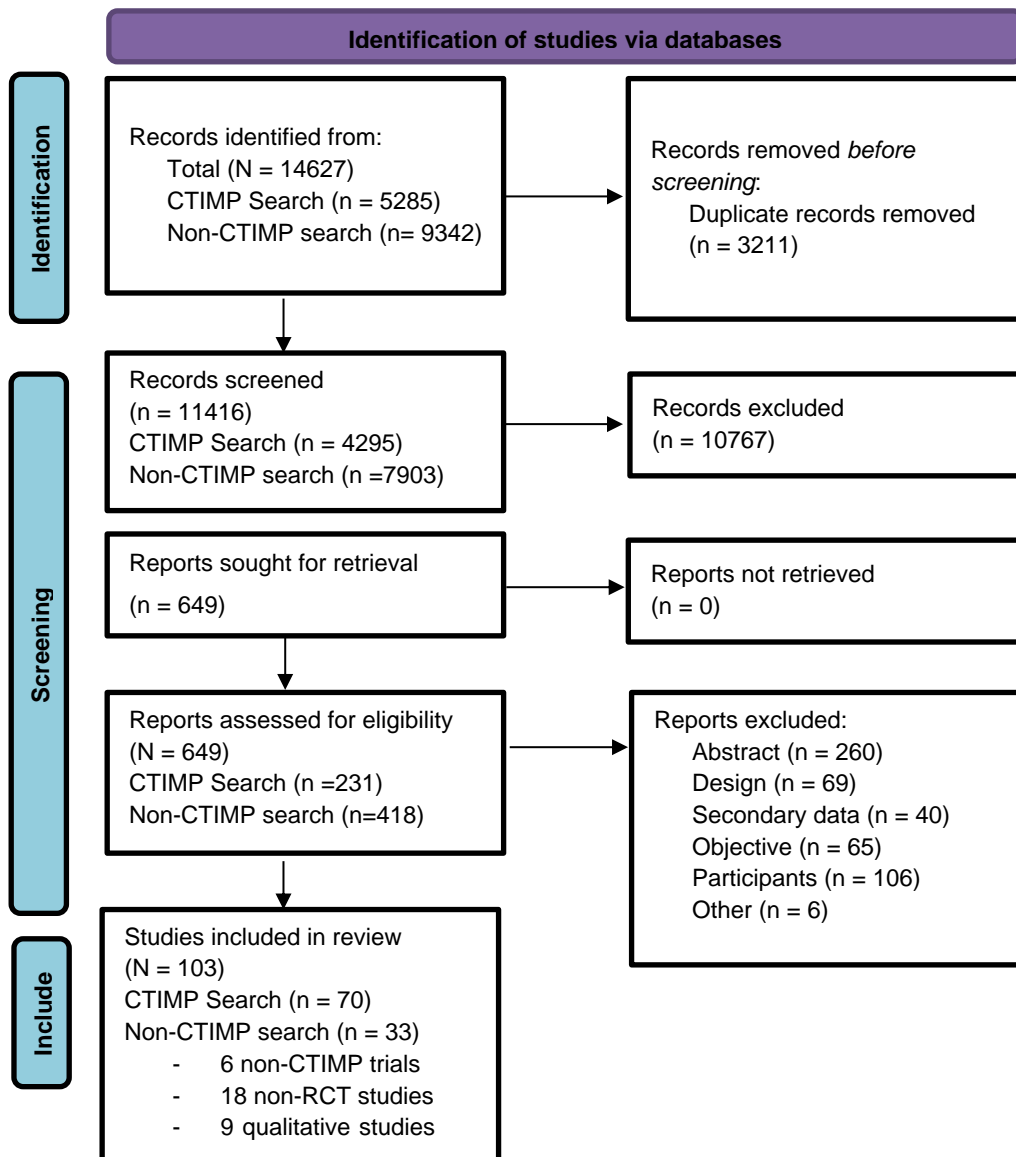 Identification of studies via databases
Identification
Records identified from:
Total (N = 14627)
CTIMP Search (n = 5285)
Non-CTIMP search (n= 9342)
Records removed before
screening:
Duplicate records removed
(n = 3211)
Screening
Records screened
(n = 11416)
CTIMP Search (n = 4295)
Non-CTIMP search (n =7903)
Records excluded
(n = 10767)
Reports sought for retrieval
(n = 649)
Reports not retrieved
(n = 0)
Reports assessed for eligibility
(N = 649)
CTIMP Search (n =231)
Non-CTIMP search (n=418)
Reports excluded:
Abstract (n = 260)
Design (n = 69)
Secondary data (n = 40)
Objective (n = 65)
Participants (n = 106)
Other (n = 6)
Include
Studies included in review
(N = 103)
CTIMP Search (n = 70)
Non-CTIMP search (n = 33)
- 6 non-CTIMP trials
- 18 non-RCT studies
- 9 qualitative studies